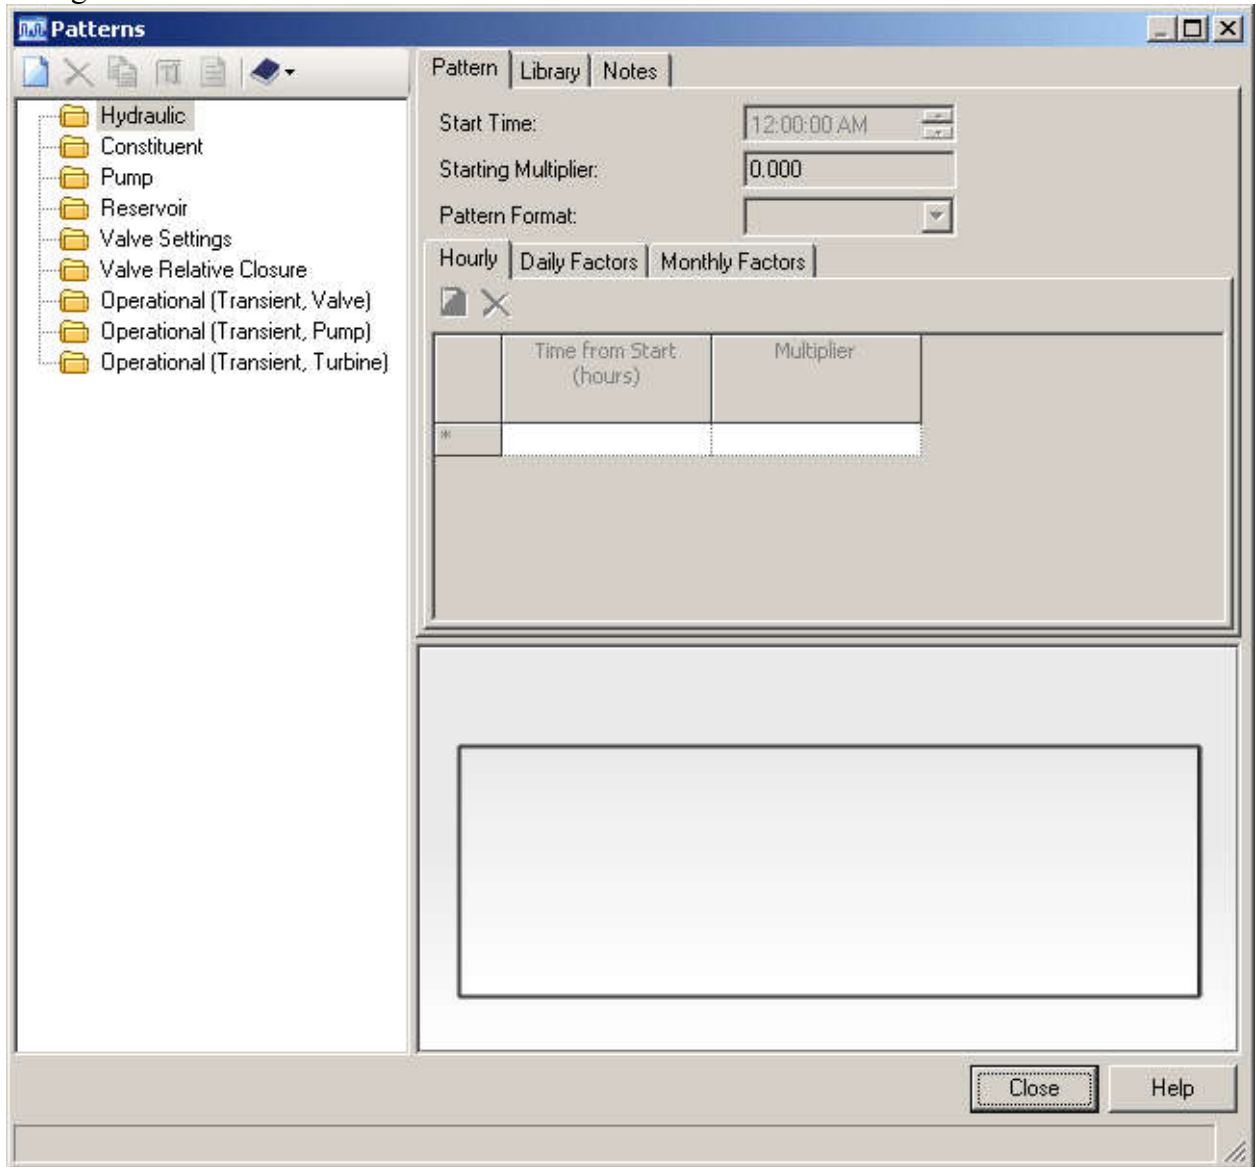 Patterns
Hydraulic
Constituent
Pump
Reservoir
Valve Settings
Valve Relative Closure
Operational (Transient, Valve)
Operational (Transient, Pump)
Operational (Transient, Turbine)
Pattern Library Notes
Start Time: 12:00:00 AM
Starting Multiplier: 0.000
Pattern Format:
Hourly Daily Factors Monthly Factors
Time from Start Multiplier
(hours)
*
Close Help